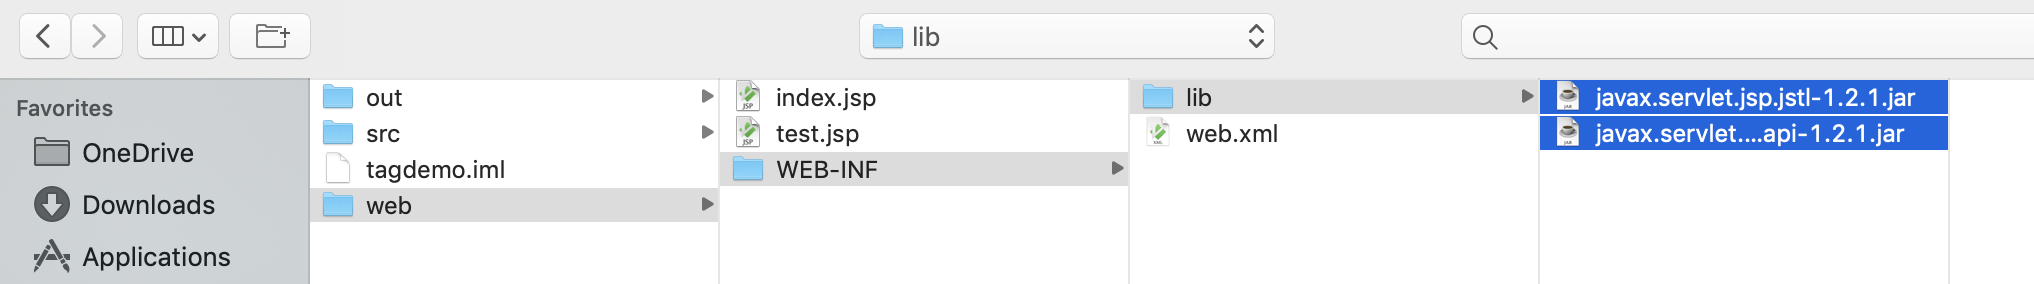 lib
Favorites
OneDrive
Downloads
Applications
out
src
tagdemo.iml
web
index.jsp
test.jsp
WEB-INF
lib
web.xml
javax.servlet.jsp.jstl-1.2.1.jar
javax.servlet....api-1.2.1.jar